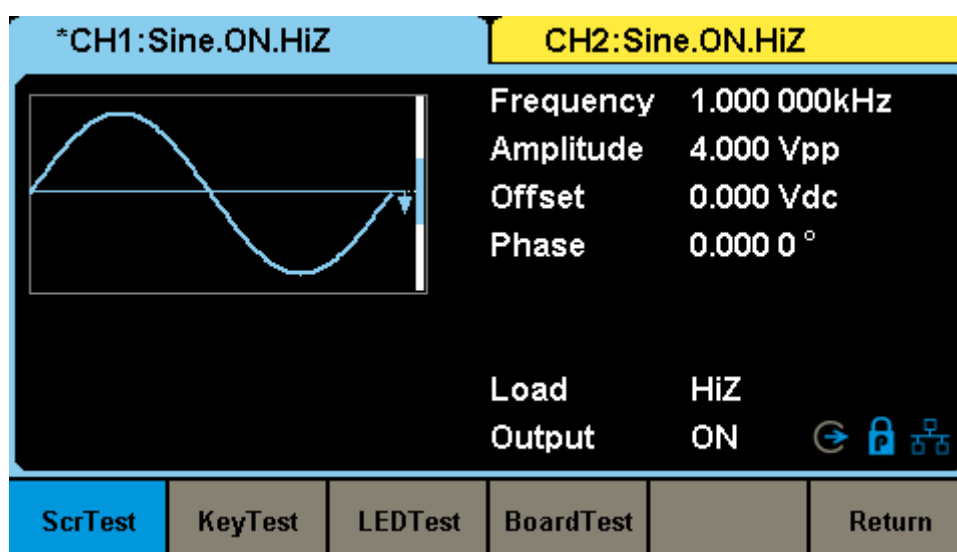 *CH1:Sine.ON.HiZ CH2:Sine.ON.HiZ
Frequency 1.000 000kHz
Amplitude 4.000 Vpp
Offset 0.000 Vdc
Phase 0.000 0 °
Load HiZ
Output ON P
ScrTest KeyTest LEDTest BoardTest Return